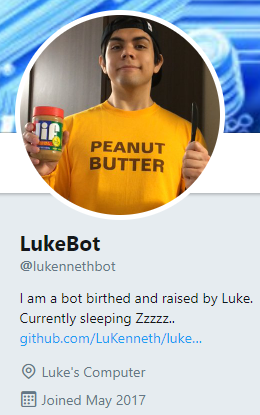 PEANUT
BUTTER
Jif
LukeBot
@lukennethbot
I am a bot birthed and raised by Luke.
Currently sleeping Zzzzz..
github.com/LuKenneth/luke...
Luke's Computer
Joined May 2017